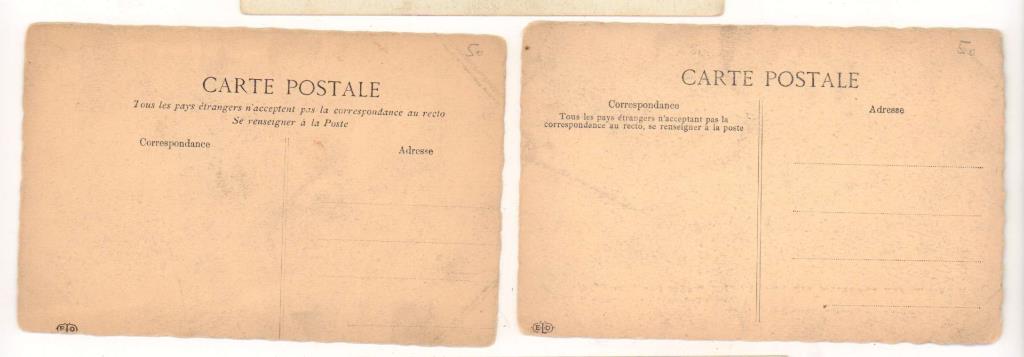 50
CARTE POSTALE
Tous les pays étrangers n'acceptent pas la correspondance au recto
Se renseigner à la Poste
Correspondance
Adresse
ELD
50
CARTE POSTALE
Correspondance
Tous les pays étrangers n'acceptant pas la
correspondance au recto, se renseigner à la poste
Adresse
ELD